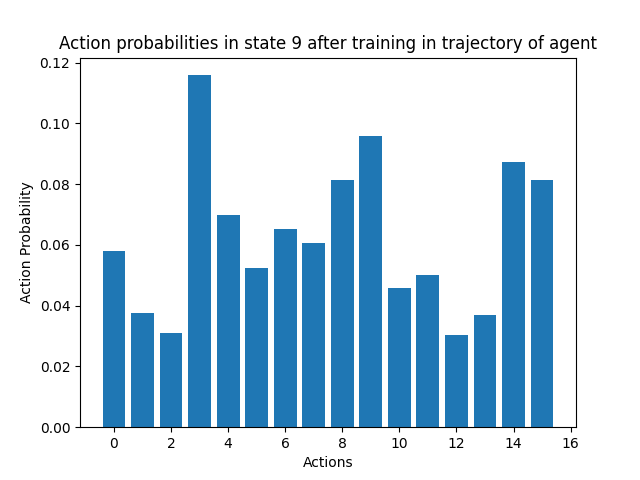 Action probabilities in state 9 after training in trajectory of agent
0.12
0.10
0.08
0.06
0.04
0.02
0.00
Action Probability
0 2 4 6 8 10 12 14 16
Actions